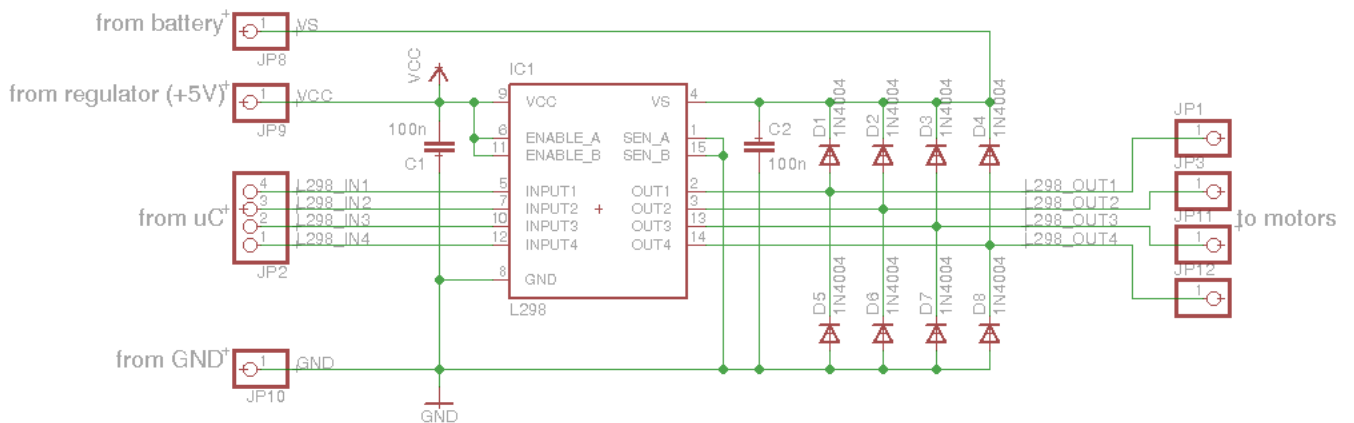 from battery
1
VS
JP8
from regulator (+5V)
1
VCC
JP9
VCC
100n
C1
from uC
4
3
2
1
L298_IN1
L298_IN2
L298_IN3
L298_IN4
JP2
from GND
1
GND
JP10
GND
IC1
9 VCC VS 4
6 ENABLE_A SEN_A 1
11 ENABLE_B SEN_B 15
5 INPUT1 OUT1 2
7 INPUT2 OUT2 3
10 INPUT3 OUT3 13
12 INPUT4 OUT4 14
8 GND
L298
C2
100n
D1 1N4004
D2 1N4004
D3 1N4004
D4 1N4004
D5 1N4004
D6 1N4004
D7 1N4004
D8 1N4004
L298_OUT1
L298_OUT2
L298_OUT3
L298_OUT4
JP1
1
JP3
1
JP11
1
JP12
1
to motors